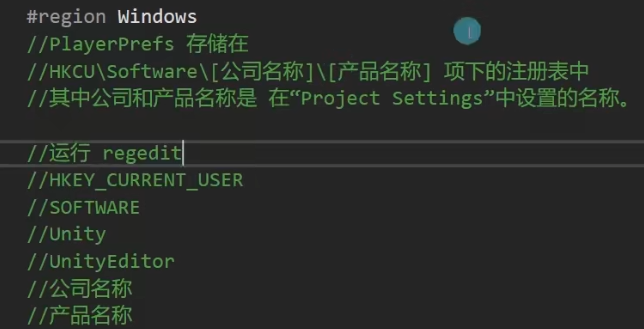 #region Windows
//PlayerPrefs 存储在
//HKCU\Software\[公司名称]\[产品名称] 项下的注册表中
//其中公司和产品名称是 在“Project Settings”中设置的名称。
//运行 regedit
//HKEY_CURRENT_USER
//SOFTWARE
//Unity
//UnityEditor
//公司名称
//产品名称